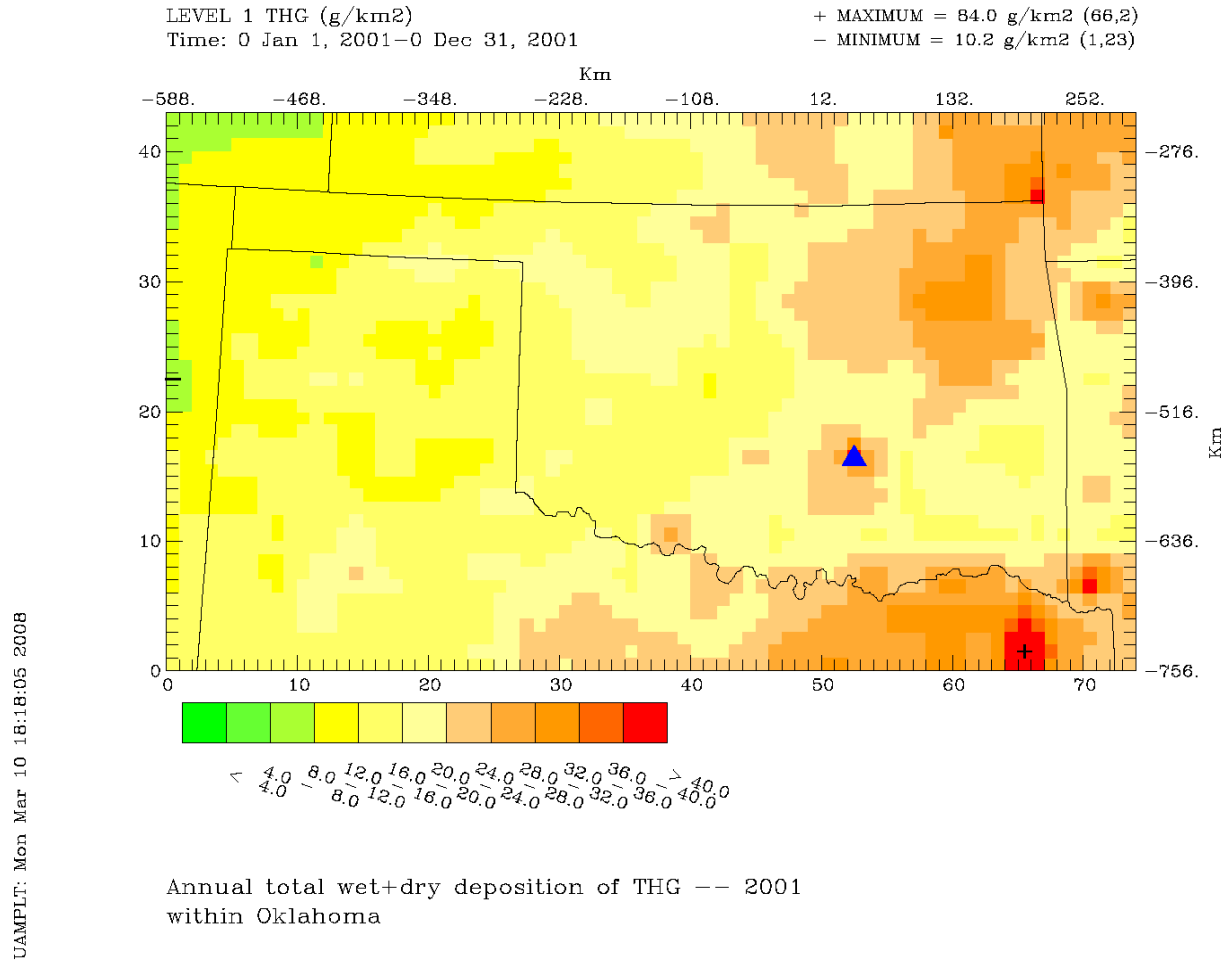 LEVEL 1 THG (g/km2)
Time: 0 Jan 1, 2001-0 Dec 31, 2001
+ MAXIMUM = 84.0 g/km2 (66,2)
- MINIMUM = 10.2 g/km2 (1,23)
Km
-588. -468. -348. -228. -108. 12. 132. 252.
40 -276.
30 -396.
20 -516.
Km
10 -636.
0 -756.
0 10 20 30 40 50 60 70
< 4.0
4.0 - 8.0
8.0 - 12.0
12.0 - 16.0
16.0 - 20.0
20.0 - 24.0
24.0 - 28.0
28.0 - 32.0
32.0 - 36.0
36.0 - 40.0
> 40.0
Annual total wet+dry deposition of THG -- 2001
within Oklahoma
UAMPLT: Mon Mar 10 18:18:05 2008